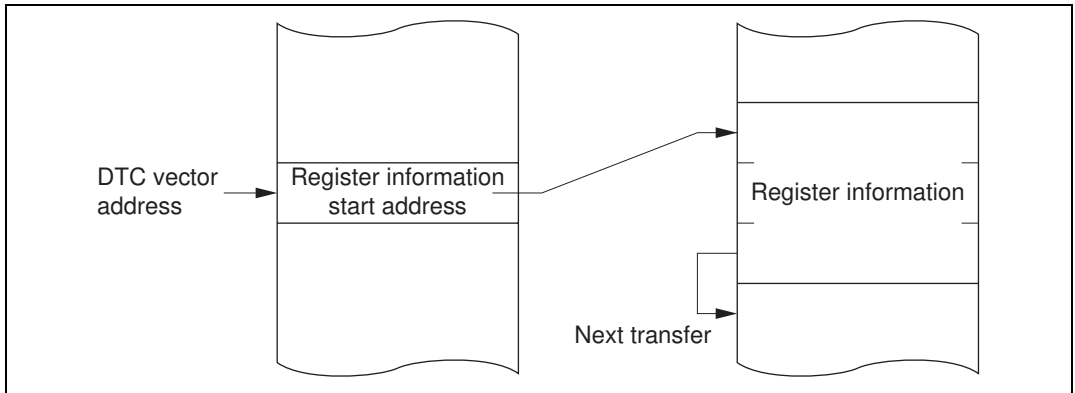 DTC vector
address
Register information
start address
Register information
Next transfer